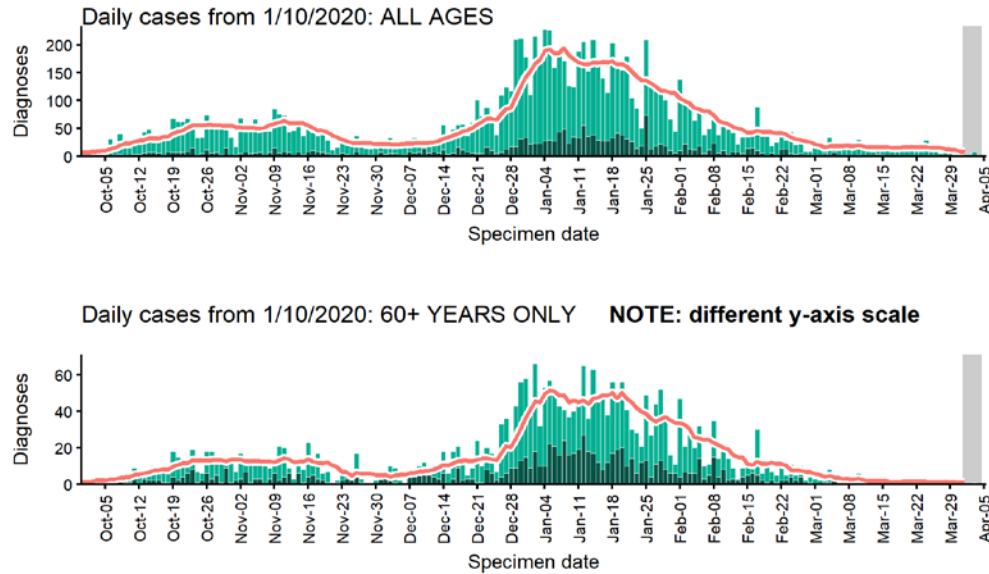 Daily cases from 1/10/2020: ALL AGES
Diagnoses
200
150
100
50
0
Oct-05 Oct-12 Oct-19 Oct-26 Nov-02 Nov-09 Nov-16 Nov-23 Nov-30 Dec-07 Dec-14 Dec-21 Dec-28 Jan-04 Jan-11 Jan-18 Jan-25 Feb-01 Feb-08 Feb-15 Feb-22 Mar-01 Mar-08 Mar-15 Mar-22 Mar-29 Apr-05
Specimen date
Daily cases from 1/10/2020: 60+ YEARS ONLY NOTE: different y-axis scale
Diagnoses
60
40
20
0
Oct-05 Oct-12 Oct-19 Oct-26 Nov-02 Nov-09 Nov-16 Nov-23 Nov-30 Dec-07 Dec-14 Dec-21 Dec-28 Jan-04 Jan-11 Jan-18 Jan-25 Feb-01 Feb-08 Feb-15 Feb-22 Mar-01 Mar-08 Mar-15 Mar-22 Mar-29 Apr-05
Specimen date